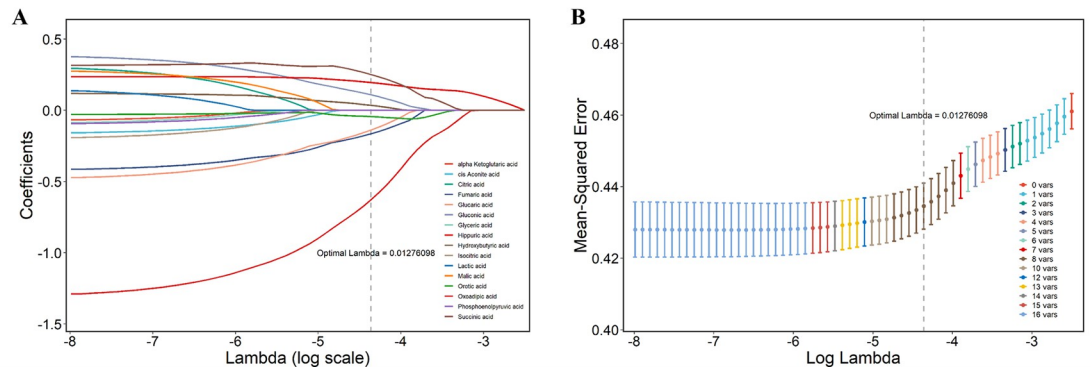 A
0.5
0.0
-0.5
-1.0
-1.5
Coefficients
-8
-7
-6
-5
-4
-3
Lambda (log scale)
Optimal Lambda = 0.01276098
alpha Ketoglutaric acid
cis Aconite acid
Citric acid
Fumaric acid
Glucaric acid
Gluconic acid
Glyceric acid
Hippuric acid
Hydroxybutyric acid
Isocitric acid
Lactic acid
Malic acid
Orotic acid
Oxoadipic acid
Phosphoenolpyruvic acid
Succinic acid
B
0.48
0.46
0.44
0.42
0.40
Mean-Squared Error
-8
-7
-6
-5
-4
-3
Log Lambda
Optimal Lambda = 0.01276098
0 vars
1 vars
2 vars
3 vars
4 vars
5 vars
6 vars
7 vars
8 vars
10 vars
12 vars
13 vars
14 vars
15 vars
16 vars